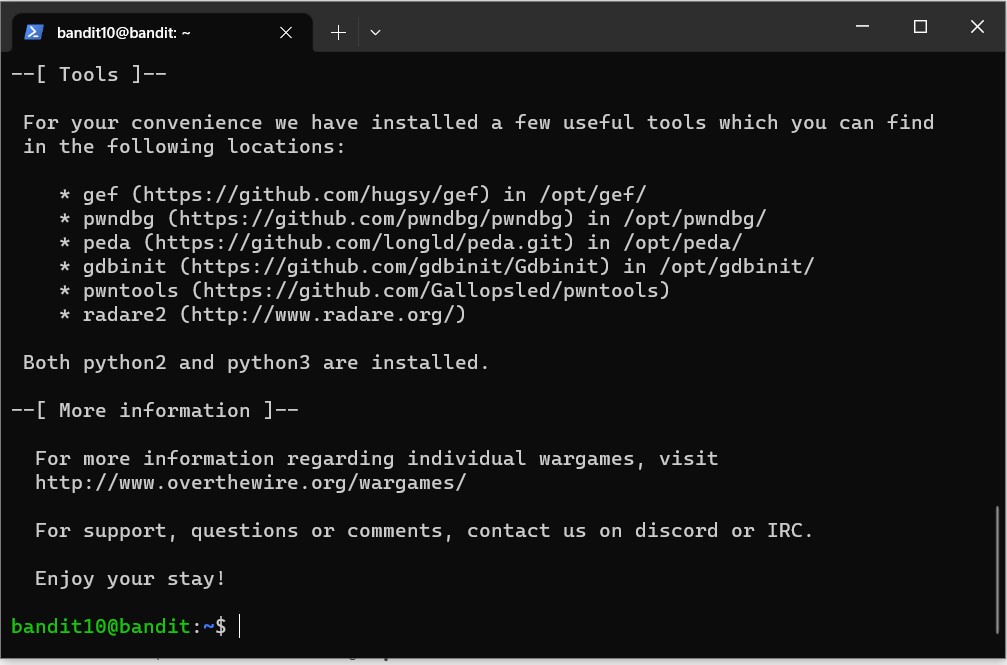 bandit10@bandit: ~
--[ Tools ]--
For your convenience we have installed a few useful tools which you can find
in the following locations:
* gef (https://github.com/hugsy/gef) in /opt/gef/
* pwndbg (https://github.com/pwndbg/pwndbg) in /opt/pwndbg/
* peda (https://github.com/longld/peda.git) in /opt/peda/
* gdbinit (https://github.com/gdbinit/Gdbinit) in /opt/gdbinit/
* pwntools (https://github.com/Gallopsled/pwntools)
* radare2 (http://www.radare.org/)
Both python2 and python3 are installed.
--[ More information ]--
For more information regarding individual wargames, visit
http://www.overthewire.org/wargames/
For support, questions or comments, contact us on discord or IRC.
Enjoy your stay!
bandit10@bandit:~$